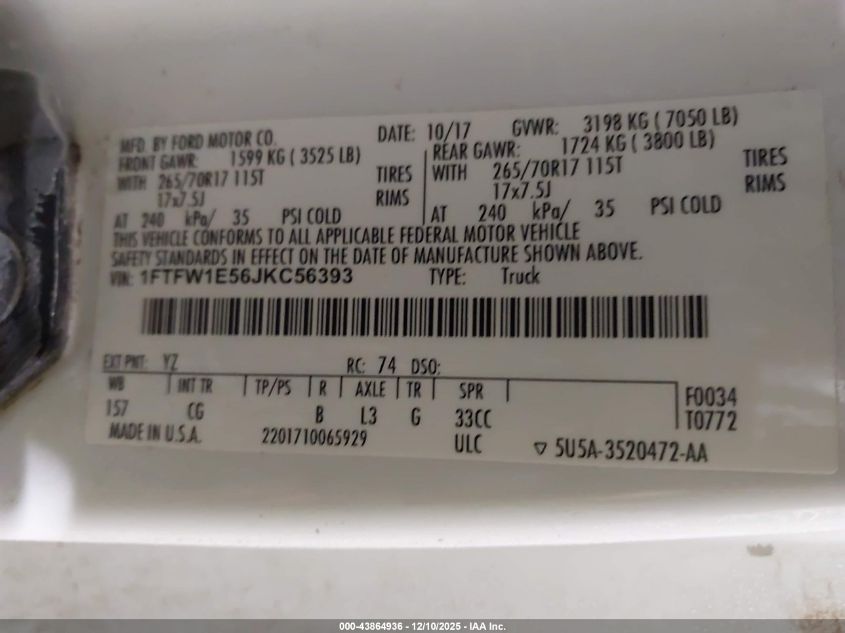 MFD. BY FORD MOTOR CO. DATE: 10/17 GVWR: 3198 KG ( 7050 LB)
FRONT GAWR: 1599 KG ( 3525 LB) REAR GAWR: 1724 KG ( 3800 LB)
WITH 265/70R17 115T TIRES WITH 265/70R17 115T TIRES
17x7.5J RIMS 17x7.5J RIMS
AT 240 kPa/ 35 PSI COLD AT 240 kPa/ 35 PSI COLD
THIS VEHICLE CONFORMS TO ALL APPLICABLE FEDERAL MOTOR VEHICLE
SAFETY STANDARDS IN EFFECT ON THE DATE OF MANUFACTURE SHOWN ABOVE.
VIN: 1FTFW1E56JKC56393 TYPE: Truck
EXT PNT: YZ RC: 74 DSO:
WB INT TR TP/PS R AXLE TR SPR F0034
157 CG B L3 G 33CC T0772
MADE IN U.S.A. 2201710065929 ULC ▽ 5U5A-3520472-AA
000-43864936 - 12/10/2025 - IAA Inc.